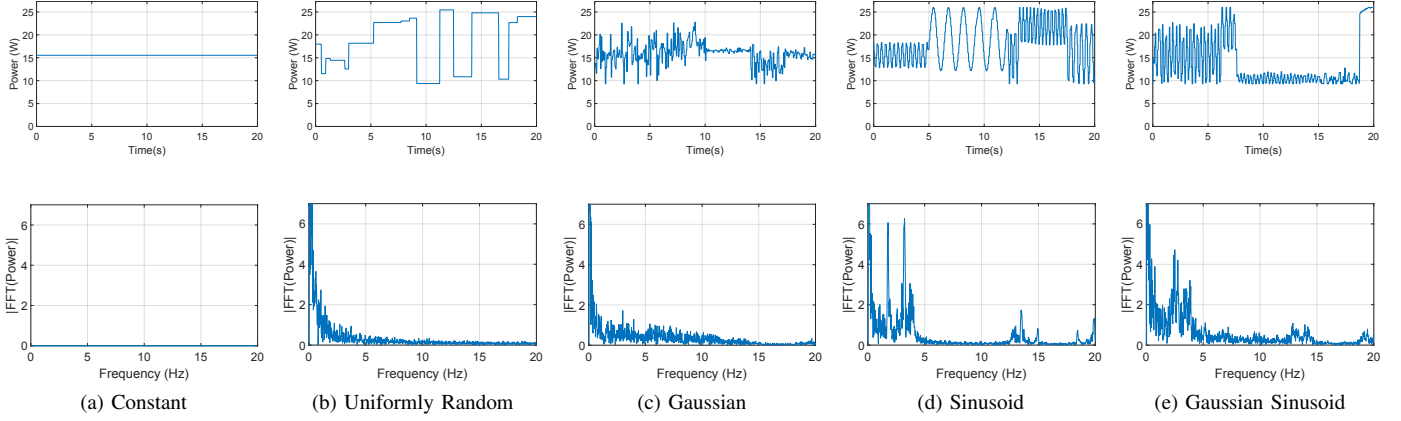 25
20
15
10
5
0
Power (W)
0 5 10 15 20
Time(s)
25
20
15
10
5
0
Power (W)
0 5 10 15 20
Time(s)
25
20
15
10
5
0
Power (W)
0 5 10 15 20
Time(s)
25
20
15
10
5
0
Power (W)
0 5 10 15 20
Time(s)
25
20
15
10
5
0
Power (W)
0 5 10 15 20
Time(s)
6
4
2
0
|FFT(Power)|
0 5 10 15 20
Frequency (Hz)
6
4
2
0
|FFT(Power)|
0 5 10 15 20
Frequency (Hz)
6
4
2
0
|FFT(Power)|
0 5 10 15 20
Frequency (Hz)
6
4
2
0
|FFT(Power)|
0 5 10 15 20
Frequency (Hz)
6
4
2
0
|FFT(Power)|
0 5 10 15 20
Frequency (Hz)
(a) Constant
(b) Uniformly Random
(c) Gaussian
(d) Sinusoid
(e) Gaussian Sinusoid